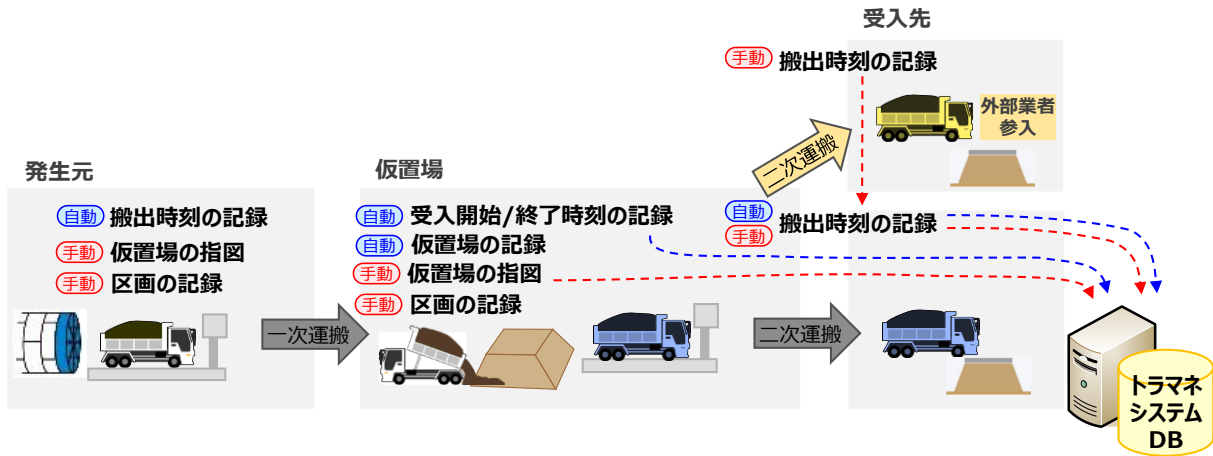 発生元
自動 搬出時刻の記録
手動 仮置場の指図
手動 区画の記録
一次運搬
仮置場
自動 受入開始/終了時刻の記録
自動 仮置場の記録
手動 仮置場の指図
手動 区画の記録
二次運搬
二次運搬
受入先
手動 搬出時刻の記録
外部業者
参入
自動
手動
搬出時刻の記録
トラマネ
システム
DB